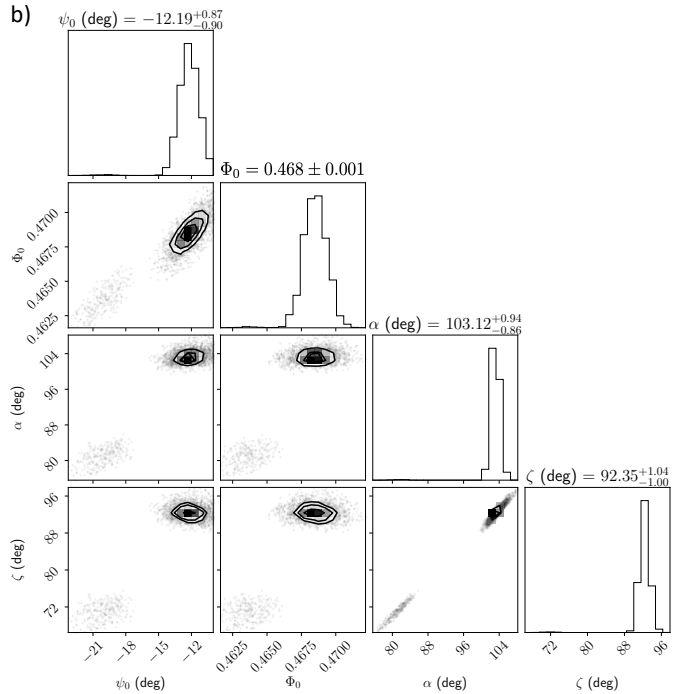 b)
ψ₀ (deg) = −12.19+0.87−0.90
Φ₀ = 0.468 ± 0.001
Φ₀
0.4700
0.4675
0.4650
0.4625
α (deg) = 103.12+0.94−0.86
α (deg)
104
96
88
80
ζ (deg) = 92.35+1.04−1.00
ζ (deg)
96
88
80
72
−21 −18 −15 −12
0.4625 0.4650 0.4675 0.4700
80 88 96 104
72 80 88 96
ψ₀ (deg) Φ₀ α (deg) ζ (deg)